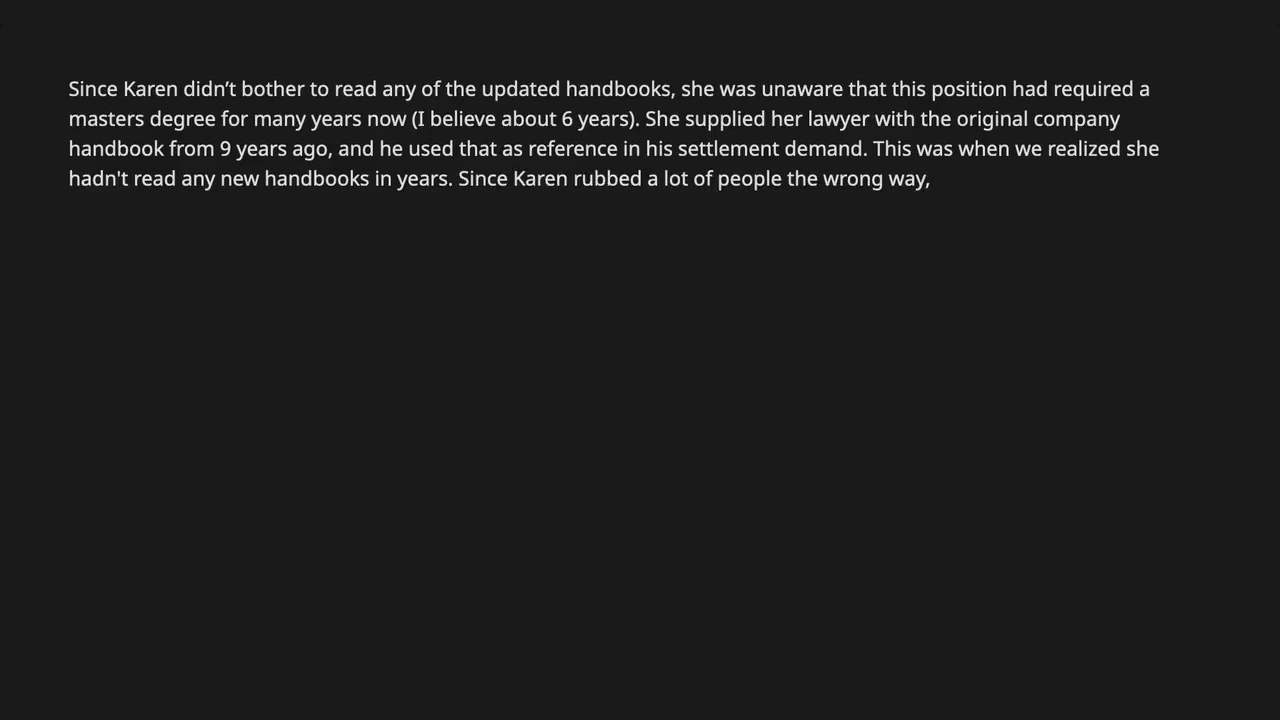 Since Karen didn’t bother to read any of the updated handbooks, she was unaware that this position had required a
masters degree for many years now (I believe about 6 years). She supplied her lawyer with the original company
handbook from 9 years ago, and he used that as reference in his settlement demand. This was when we realized she
hadn't read any new handbooks in years. Since Karen rubbed a lot of people the wrong way,